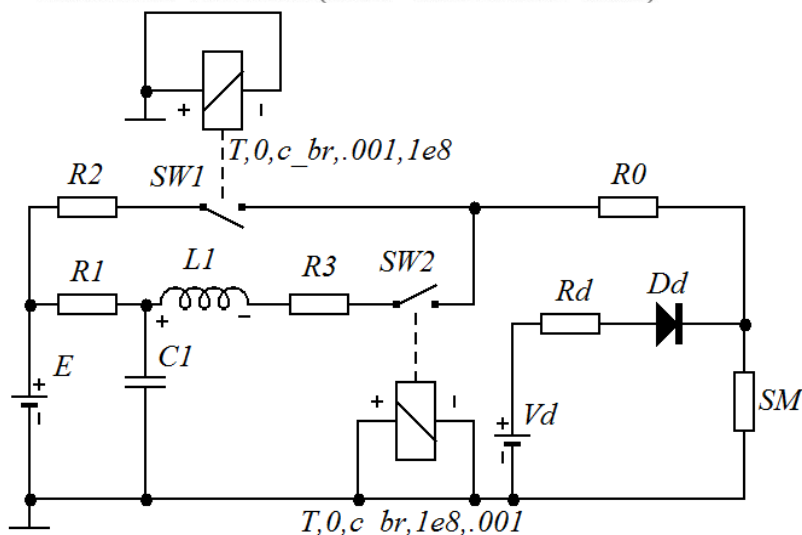 T,0,c_br,.001,1e8
R2
SW1
R0
R1
L1
R3
SW2
Rd
Dd
E
C1
Vd
SM
T,0,c_br,1e8,.001